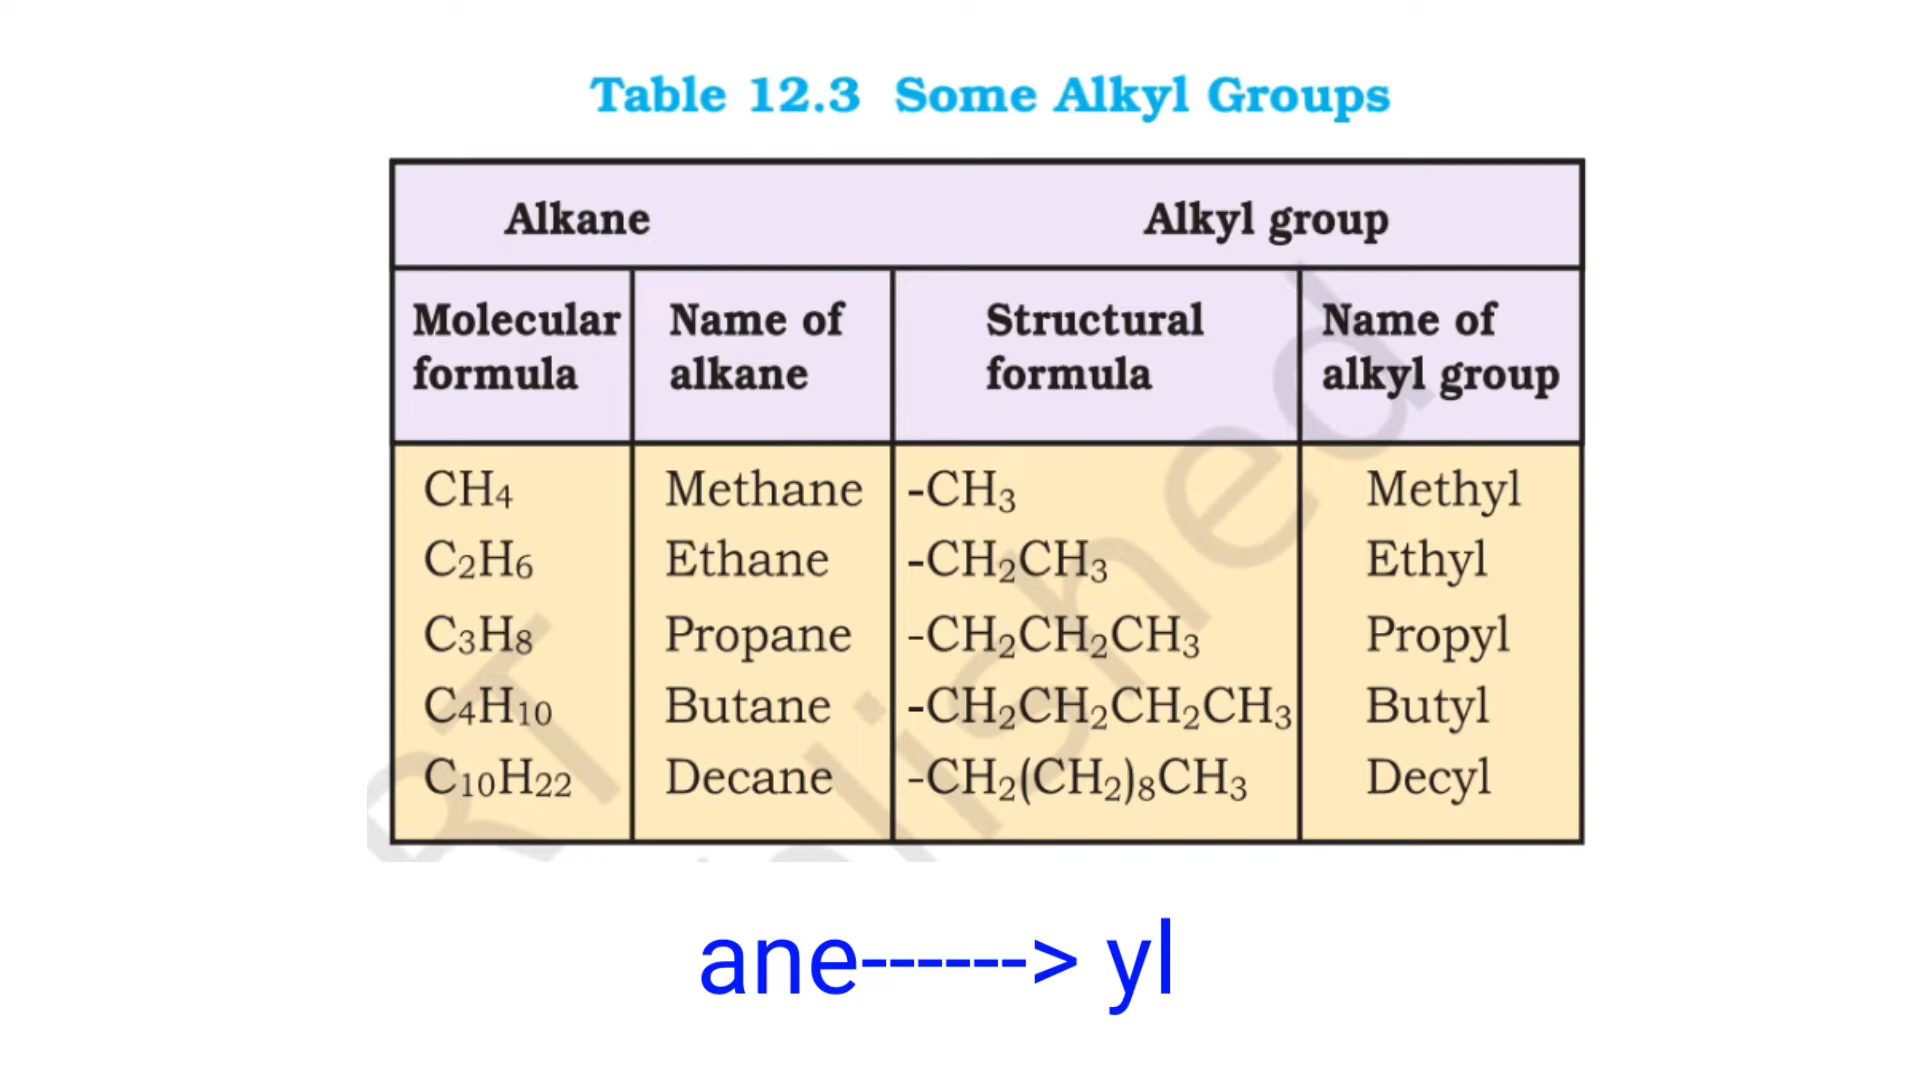 Table 12.3 Some Alkyl Groups
Alkane Alkyl group
Molecular formula Name of alkane Structural formula Name of alkyl group
CH₄ Methane -CH₃ Methyl
C₂H₆ Ethane -CH₂CH₃ Ethyl
C₃H₈ Propane -CH₂CH₂CH₃ Propyl
C₄H₁₀ Butane -CH₂CH₂CH₂CH₃ Butyl
C₁₀H₂₂ Decane -CH₂(CH₂)₈CH₃ Decyl
ane------> yl